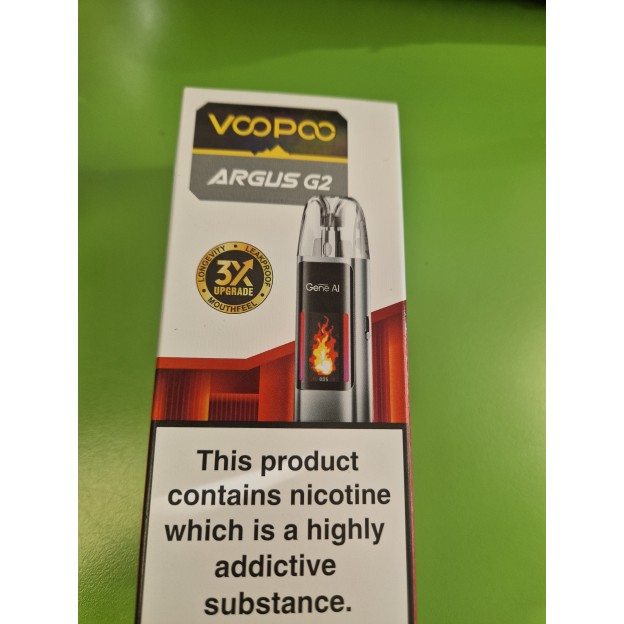 VOOPOO
ARGUS G2
LONGEVITY • LEAKPROOF
3X
UPGRADE
MOUTHFEEL
Gene AI
This product
contains nicotine
which is a highly
addictive
substance.